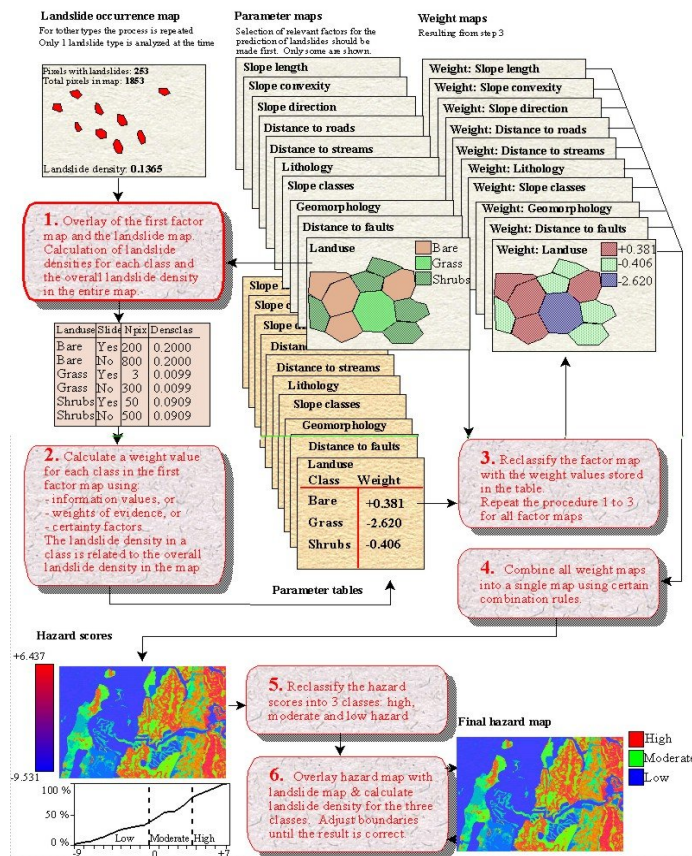 Landslide occurrence map
For tother types the process is repeated
Only 1 landslide type is analyzed at the time
Pixels with landslides: 253
Total pixels in map: 1853
Landslide density: 0.1365
Parameter maps
Selection of relevant factors for the
prediction of landslides should be
made first. Only some are shown.
Slope length
Slope convexity
Slope direction
Distance to roads
Distance to streams
Lithology
Slope classes
Geomorphology
Distance to faults
Landuse
Bare
Grass
Shrubs
Weight maps
Resulting from step 3
Weight: Slope length
Weight: Slope convexity
Weight: Slope direction
Weight: Distance to roads
Weight: Distance to streams
Weight: Lithology
Weight: Slope classes
Weight: Geomorphology
Weight: Distance to faults
Weight: Landuse
+0.381
-0.406
-2.620
1. Overlay of the first factor
map and the landslide map.
Calculation of landslide
densities for each class and
the overall landslide density
in the entire map.
Landuse Slide Npix Densclas
Bare Yes 200 0.2000
Bare No 800 0.2000
Grass Yes 3 0.0099
Grass No 300 0.0099
Shrubs Yes 50 0.0909
Shrubs No 500 0.0909
2. Calculate a weight value
for each class in the first
factor map using:
- information values, or
- weights of evidence, or
- certainty factors.
The landslide density in a
class is related to the overall
landslide density in the map
Slope
Slope c
Slope d
Distanc
Distance to streams
Lithology
Slope classes
Geomorphology
Distance to faults
Landuse
Class Weight
Bare +0.381
Grass -2.620
Shrubs -0.406
Parameter tables
3. Reclassify the factor map
with the weight values stored
in the table.
Repeat the procedure 1 to 3
for all factor maps
4. Combine all weight maps
into a single map using certain
combination rules.
Hazard scores
+6.437
-9.531
5. Reclassify the hazard
scores into 3 classes: high,
moderate and low hazard
6. Overlay hazard map with
landslide map & calculate
landslide density for the three
classes. Adjust boundaries
until the result is correct.
Final hazard map
High
Moderate
Low
100 %
50 %
0 %
Low Moderate High
-9 0 +7